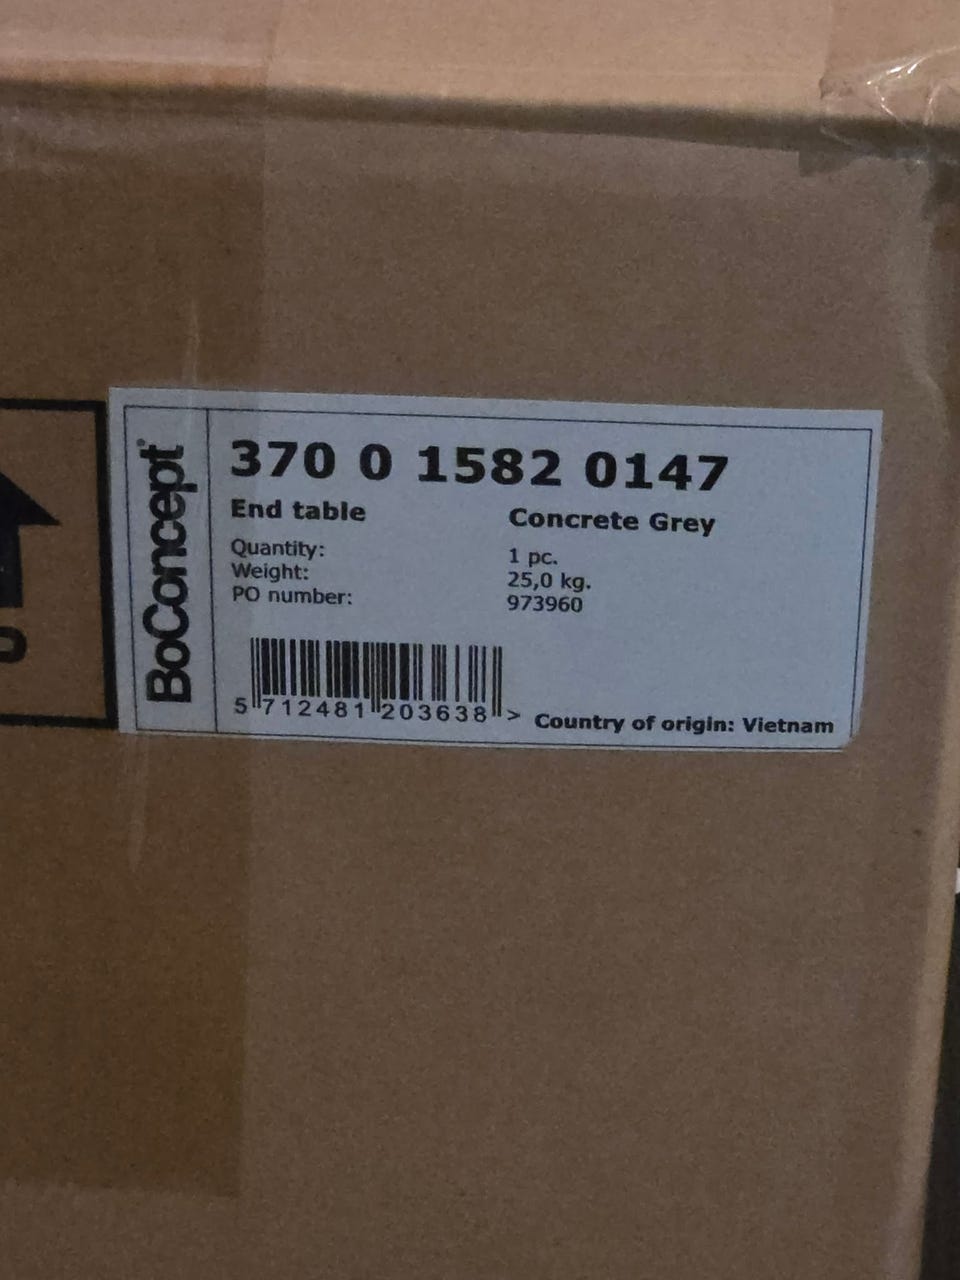 BoConcept
370 0 1582 0147
End table Concrete Grey
Quantity: 1 pc.
Weight: 25,0 kg.
PO number: 973960
5 712481 203638 >
Country of origin: Vietnam